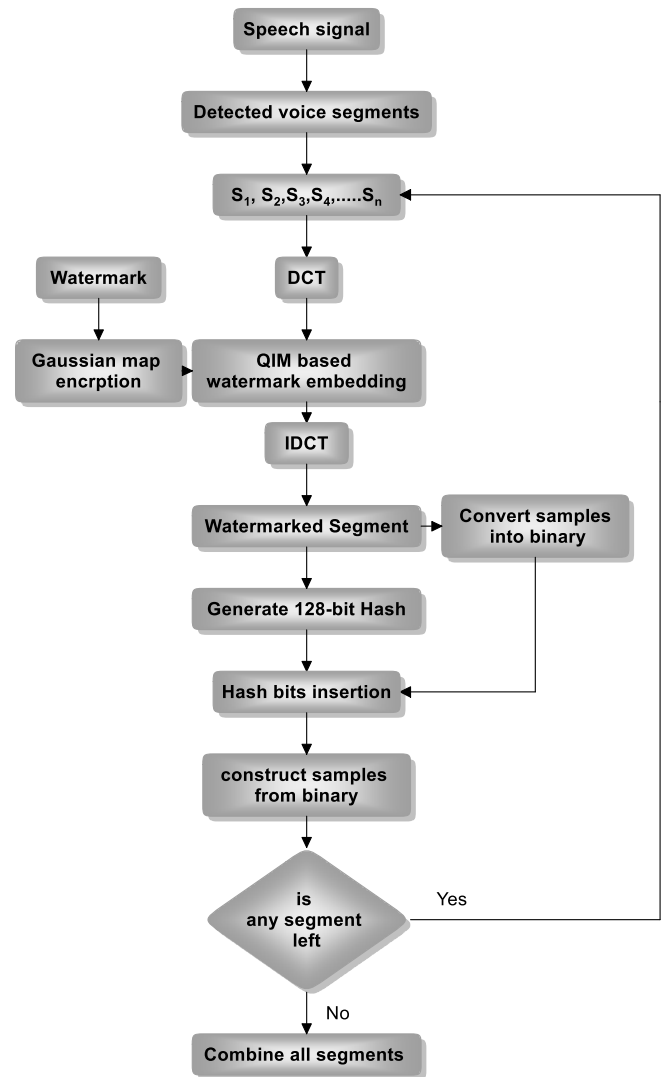 Speech signal
Detected voice segments
S1, S2,S3,S4,.....Sn
Watermark
DCT
Gaussian map
encrption
QIM based
watermark embedding
IDCT
Watermarked Segment
Convert samples
into binary
Generate 128-bit Hash
Hash bits insertion
construct samples
from binary
is
any segment
left
Yes
No
Combine all segments